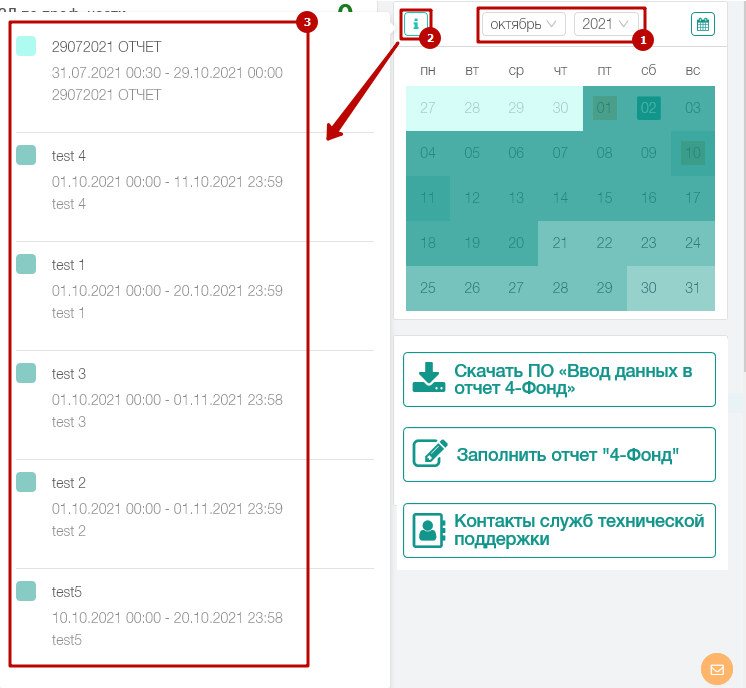 3
29072021 ОТЧЕТ
31.07.2021 00:30 - 29.10.2021 00:00
29072021 ОТЧЕТ
test 4
01.10.2021 00:00 - 11.10.2021 23:59
test 4
test 1
01.10.2021 00:00 - 20.10.2021 23:59
test 1
test 3
01.10.2021 00:00 - 01.11.2021 23:58
test 3
test 2
01.10.2021 00:00 - 01.11.2021 23:59
test 2
test5
10.10.2021 00:00 - 20.10.2021 23:58
test5
i
2
октябрь 2021
1
пн вт ср чт пт сб вс
27 28 29 30 01 02 03
04 05 06 07 08 09 10
11 12 13 14 15 16 17
18 19 20 21 22 23 24
25 26 27 28 29 30 31
Скачать ПО «Ввод данных в
отчет 4-Фонд»
Заполнить отчет "4-Фонд"
Контакты служб технической
поддержки